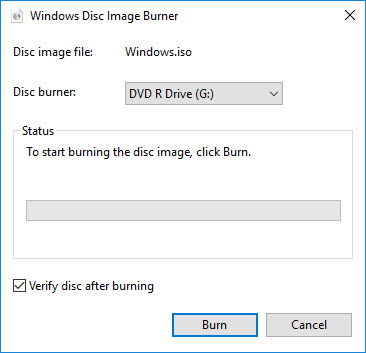 Windows Disc Image Burner
Disc image file: Windows.iso
Disc burner: DVD R Drive (G:)
Status
To start burning the disc image, click Burn.
Verify disc after burning
Burn Cancel